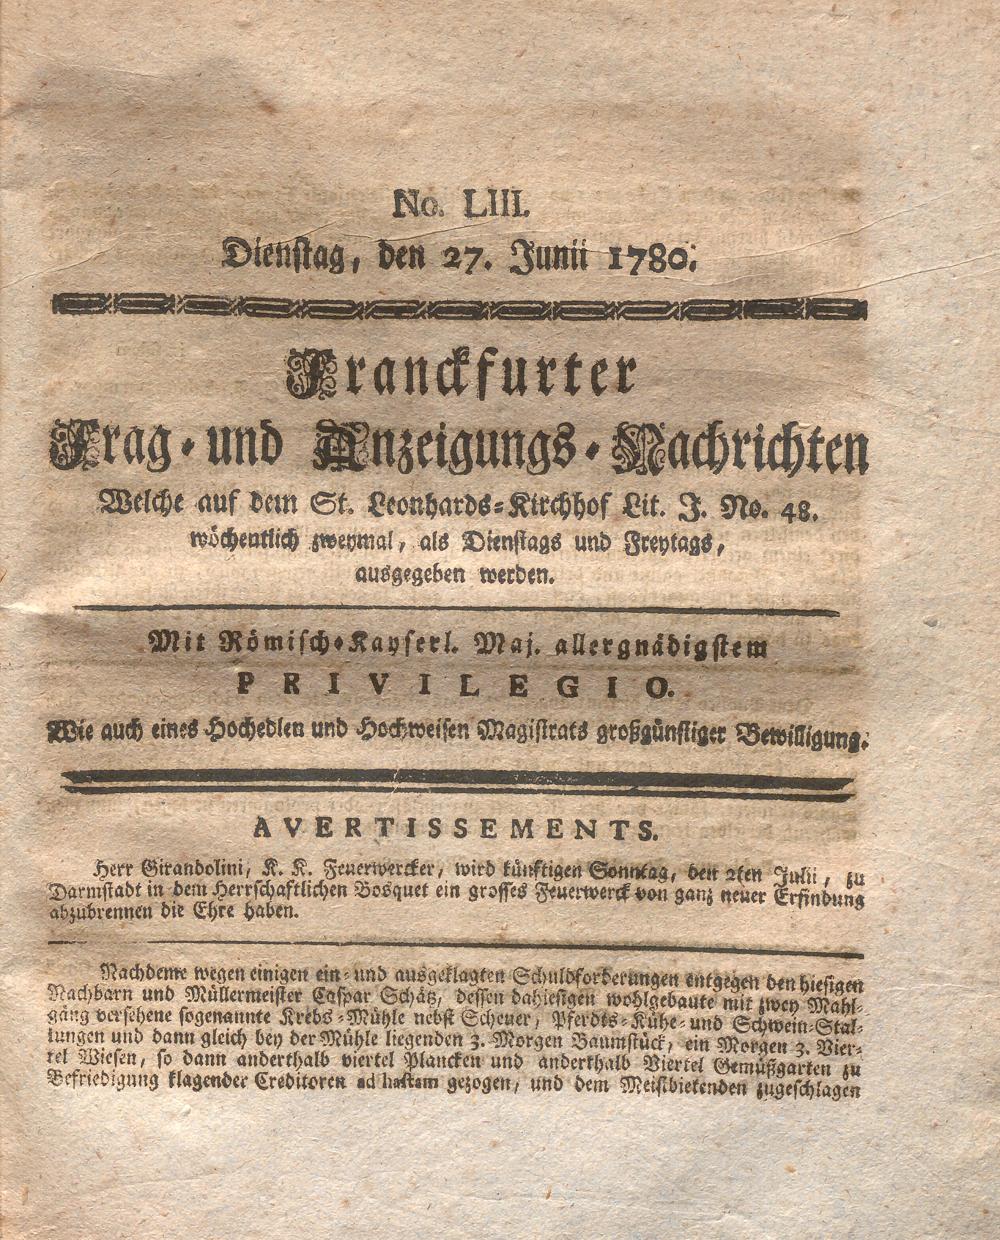 No. LIII.
Dienstag, den 27. Junii 1780.
Franckfurter
Frag- und Anzeigungs-Nachrichten
Welche auf dem St. Leonhards-Kirchhof Lit. J. No. 48.
wöchentlich zweymal, als Dienstags und Freytags,
ausgegeben werden.
Mit Römisch-Kayserl. Maj. allergnädigstem
PRIVILEGIO.
Wie auch eines Hochedlen und Hochweisen Magistrats großgünstiger Bewilligung.
AVERTISSEMENTS.
Herr Girandolini, K. K. Feuerwercker, wird künftigen Sonntag, den 2ten Julii, zu
Darmstadt in dem Herrschaftlichen Bosquet ein grosses Feuerwerck von ganz neuer Erfindung
abzubrennen die Ehre haben.
Nachdeme wegen einigen ein- und ausgeklagten Schuldforderungen entgegen den hiesigen
Nachbarn und Müllermeister Caspar Schätz, dessen dahiesigen wohlgebaute mit zwey Mahl-
gäng versehene sogenannte Krebs-Mühle nebst Scheuer, Pferdts-Kühe- und Schwein-Stal-
lungen und dann gleich bey der Mühle liegenden 3. Morgen Baumstück, ein Morgen 3. Vier-
tel Wiesen, so dann anderthalb viertel Plancken und anderthalb Viertel Gemüßgarten zu
Befriedigung klagender Creditoren ad hastam gezogen, und dem Meistbietenden zugeschlagen